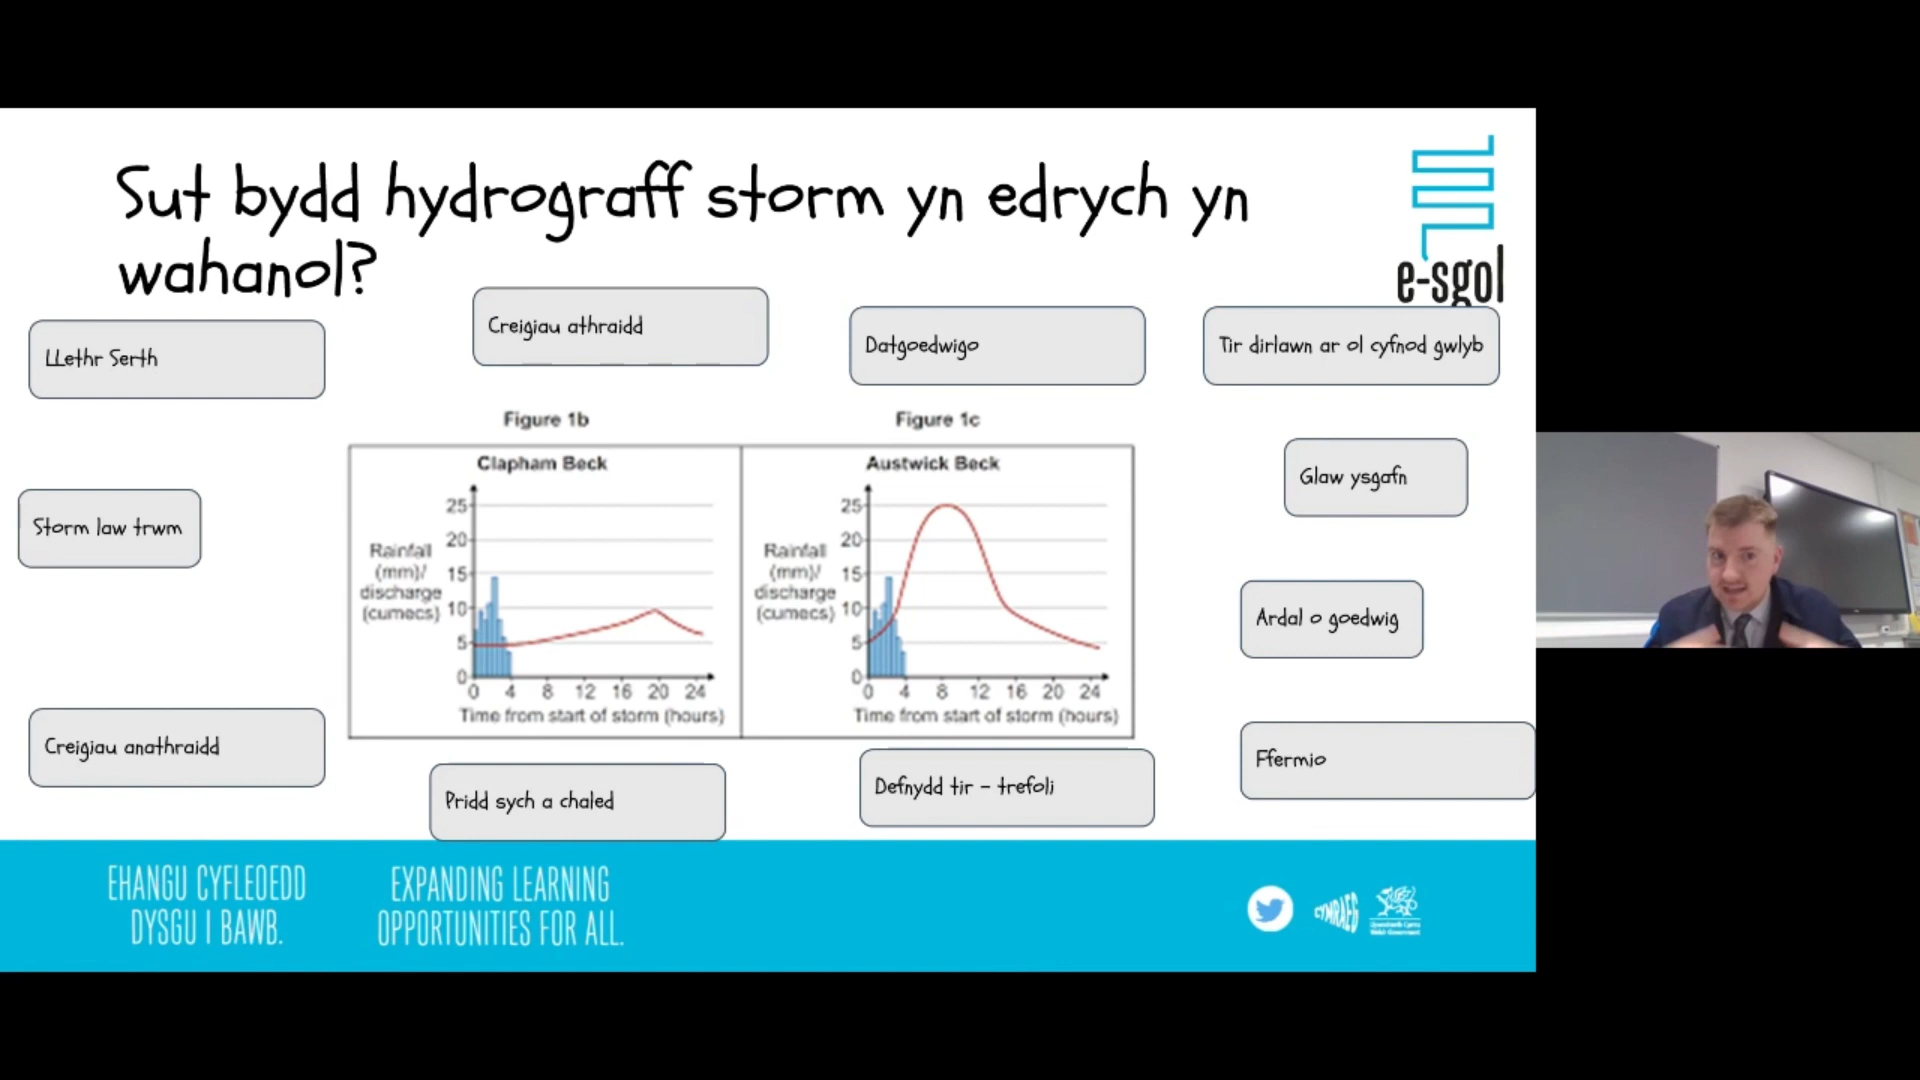 Sut bydd hydrograff storm yn edrych yn
wahanol?
e-sgol
LLethr Serth
Creigiau athraidd
Datgoedwigo
Tir dirlawn ar ol cyfnod gwlyb
Storm law trwm
Figure 1b
Figure 1c
Clapham Beck
Rainfall
(mm)/
discharge
(cumecs)
25
20
15
10
5
0
0 4 8 12 16 20 24
Time from start of storm (hours)
Austwick Beck
Rainfall
(mm)/
discharge
(cumecs)
25
20
15
10
5
0
0 4 8 12 16 20 24
Time from start of storm (hours)
Glaw ysgafn
Ardal o goedwig
Creigiau anathraidd
Pridd sych a chaled
Defnydd tir - trefoli
Ffermio
EHANGU CYFLEOEDD
DYSGU I BAWB.
EXPANDING LEARNING
OPPORTUNITIES FOR ALL.
CYMRAEG
Llywodraeth Cymru
Welsh Government